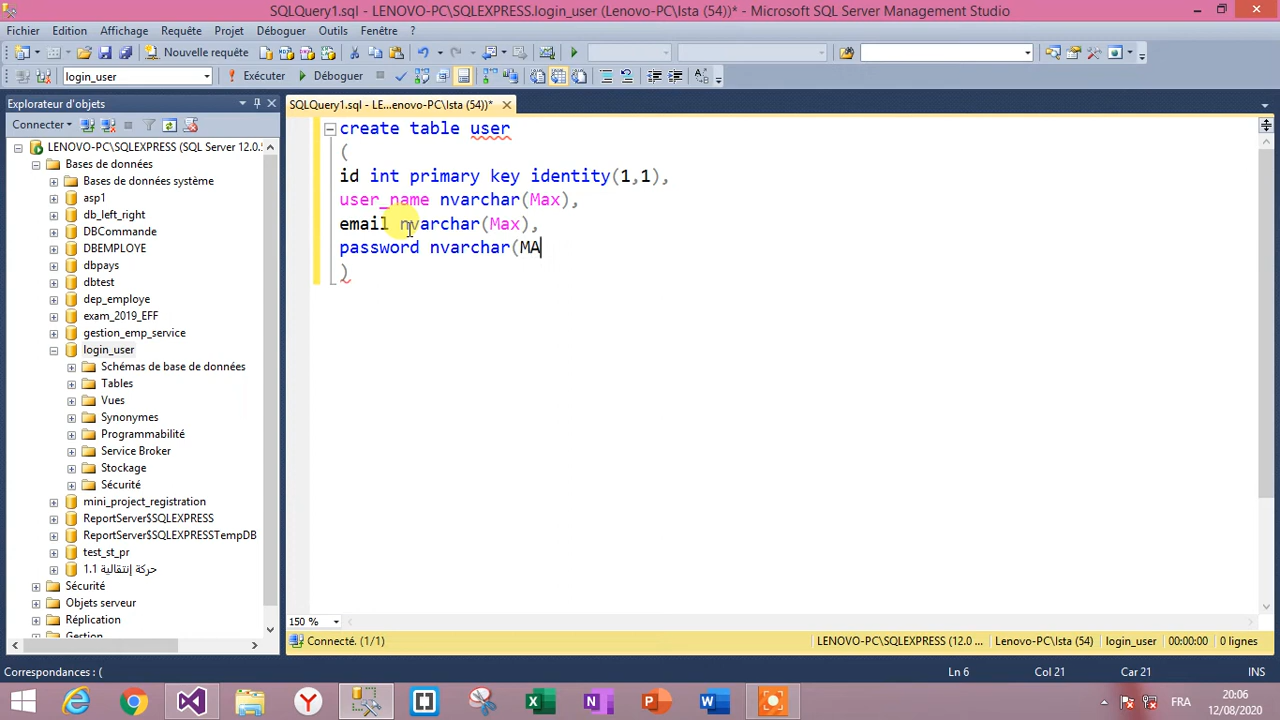 SQLQuery1.sql - LENOVO-PC\SQLEXPRESS.login_user (Lenovo-PC\Ista (54))* - Microsoft SQL Server Management Studio
Fichier Edition Affichage Requête Projet Déboguer Outils Fenêtre ?
Nouvelle requête
login_user Exécuter Déboguer
Explorateur d'objets
SQLQuery1.sql - LE...enovo-PC\Ista (54))*
Connecter
LENOVO-PC\SQLEXPRESS (SQL Server 12.0.
Bases de données
Bases de données système
asp1
db_left_right
DBCommande
DBEMPLOYE
dbpays
dbtest
dep_employe
exam_2019_EFF
gestion_emp_service
login_user
Schémas de base de données
Tables
Vues
Synonymes
Programmabilité
Service Broker
Stockage
Sécurité
mini_project_registration
ReportServer$SQLEXPRESS
ReportServer$SQLEXPRESSTempDB
test_st_pr
حركة إنتقالية 1.1
Sécurité
Objets serveur
Réplication
Gestion
create table user
(
id int primary key identity(1,1),
user_name nvarchar(Max),
email nvarchar(Max),
password nvarchar(MA
)
150 %
Connecté. (1/1) LENOVO-PC\SQLEXPRESS (12.0 ... Lenovo-PC\Ista (54) login_user 00:00:00 0 lignes
Correspondances : ( Ln 6 Col 21 Car 21 INS
FR
20:06
12/08/2020